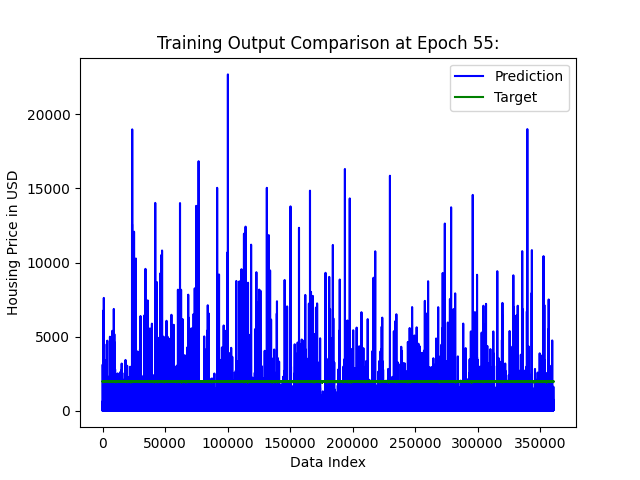 Training Output Comparison at Epoch 55:
Prediction
Target
Housing Price in USD
20000
15000
10000
5000
0
0 50000 100000 150000 200000 250000 300000 350000
Data Index